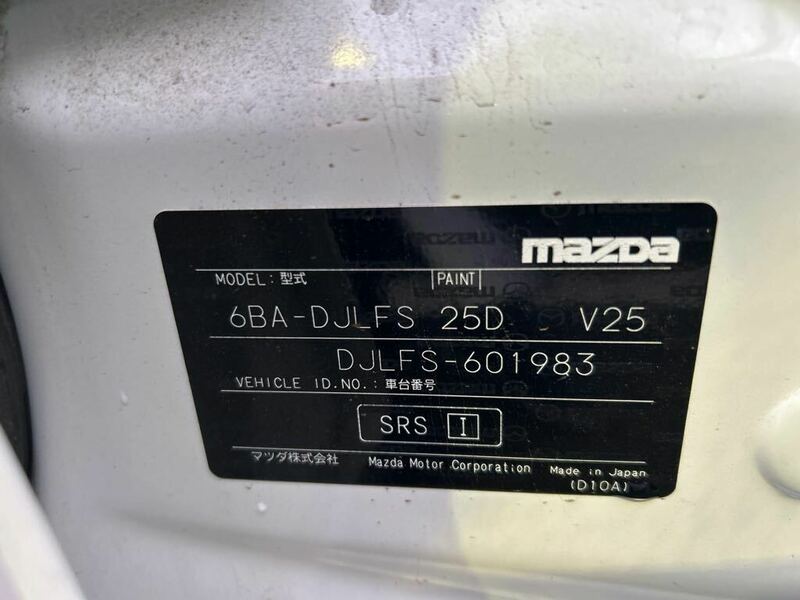 mazda
MODEL:型式 PAINT
6BA-DJLFS 25D V25
DJLFS-601983
VEHICLE ID.NO.:車台番号
SRS I
マツダ株式会社 Mazda Motor Corporation Made in Japan
(D10A)